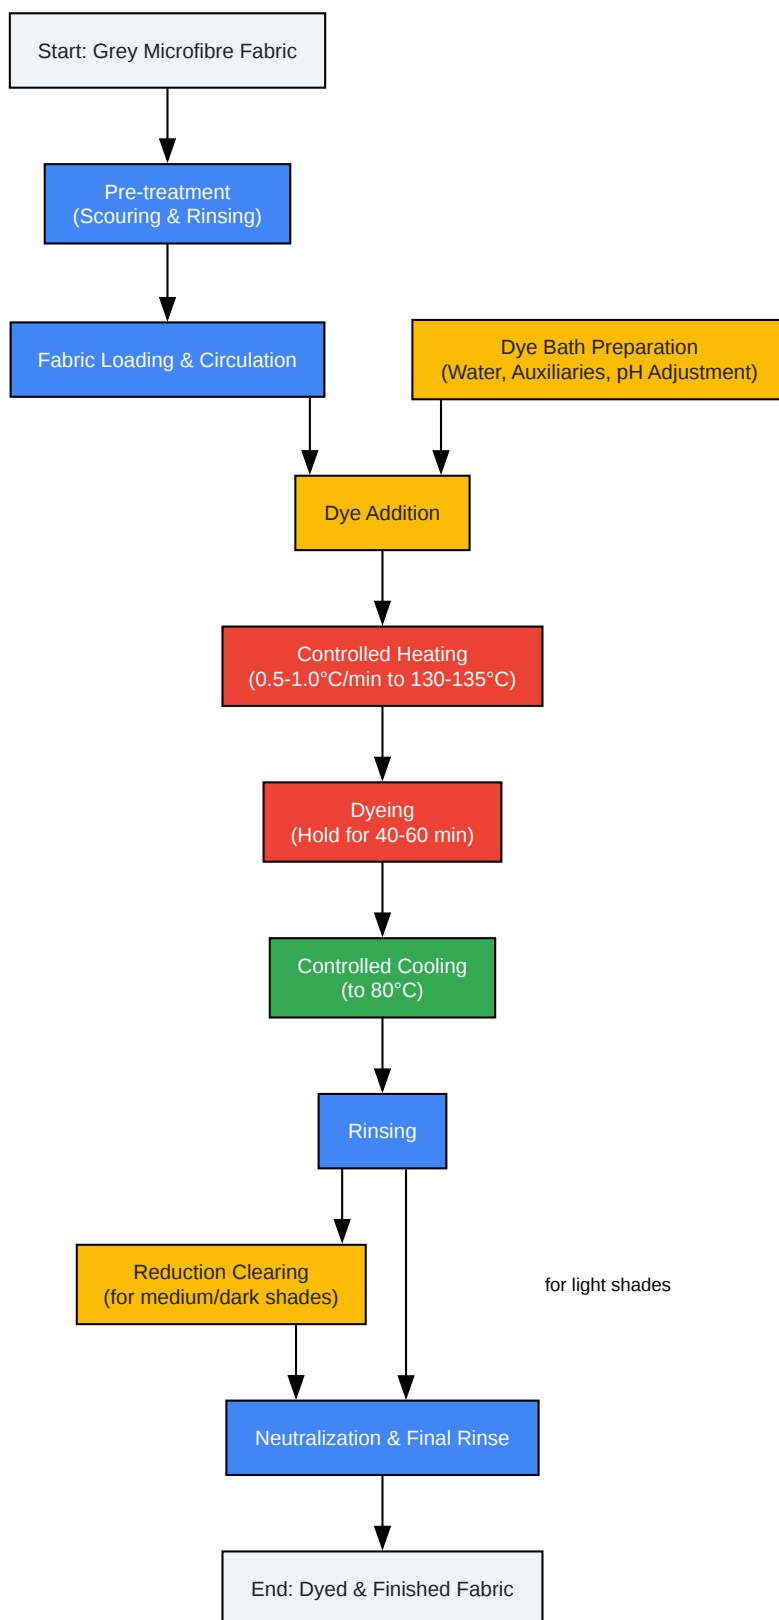 Start: Grey Microfibre Fabric
Pre-treatment
(Scouring & Rinsing)
Fabric Loading & Circulation
Dye Bath Preparation
(Water, Auxiliaries, pH Adjustment)
Dye Addition
Controlled Heating
(0.5-1.0°C/min to 130-135°C)
Dyeing
(Hold for 40-60 min)
Controlled Cooling
(to 80°C)
Rinsing
Reduction Clearing
(for medium/dark shades)
for light shades
Neutralization & Final Rinse
End: Dyed & Finished Fabric